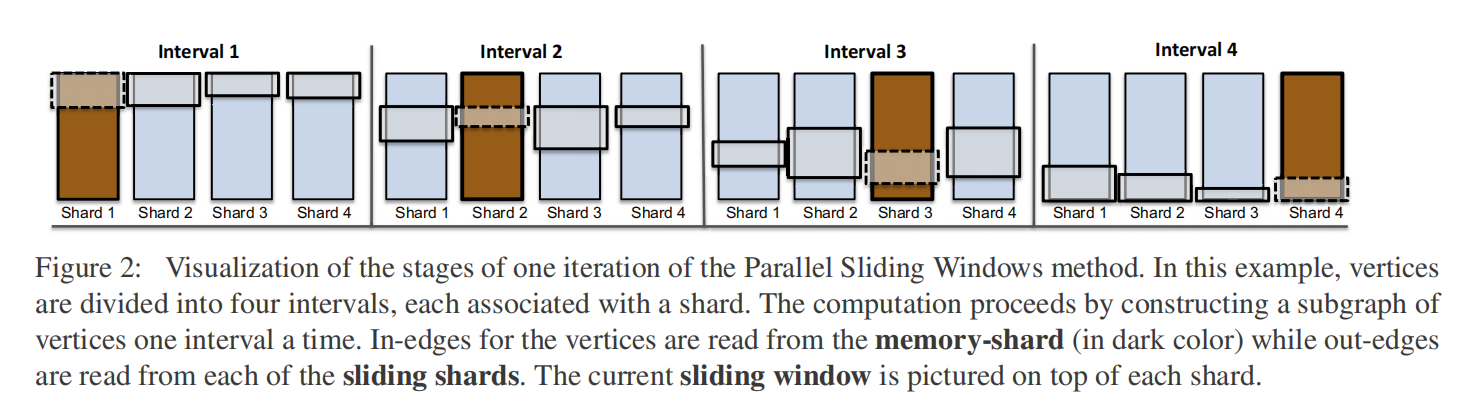 Interval 1 Interval 2 Interval 3 Interval 4
Shard 1 Shard 2 Shard 3 Shard 4 Shard 1 Shard 2 Shard 3 Shard 4 Shard 1 Shard 2 Shard 3 Shard 4 Shard 1 Shard 2 Shard 3 Shard 4
Figure 2: Visualization of the stages of one iteration of the Parallel Sliding Windows method. In this example, vertices
are divided into four intervals, each associated with a shard. The computation proceeds by constructing a subgraph of
vertices one interval a time. In-edges for the vertices are read from the memory-shard (in dark color) while out-edges
are read from each of the sliding shards. The current sliding window is pictured on top of each shard.